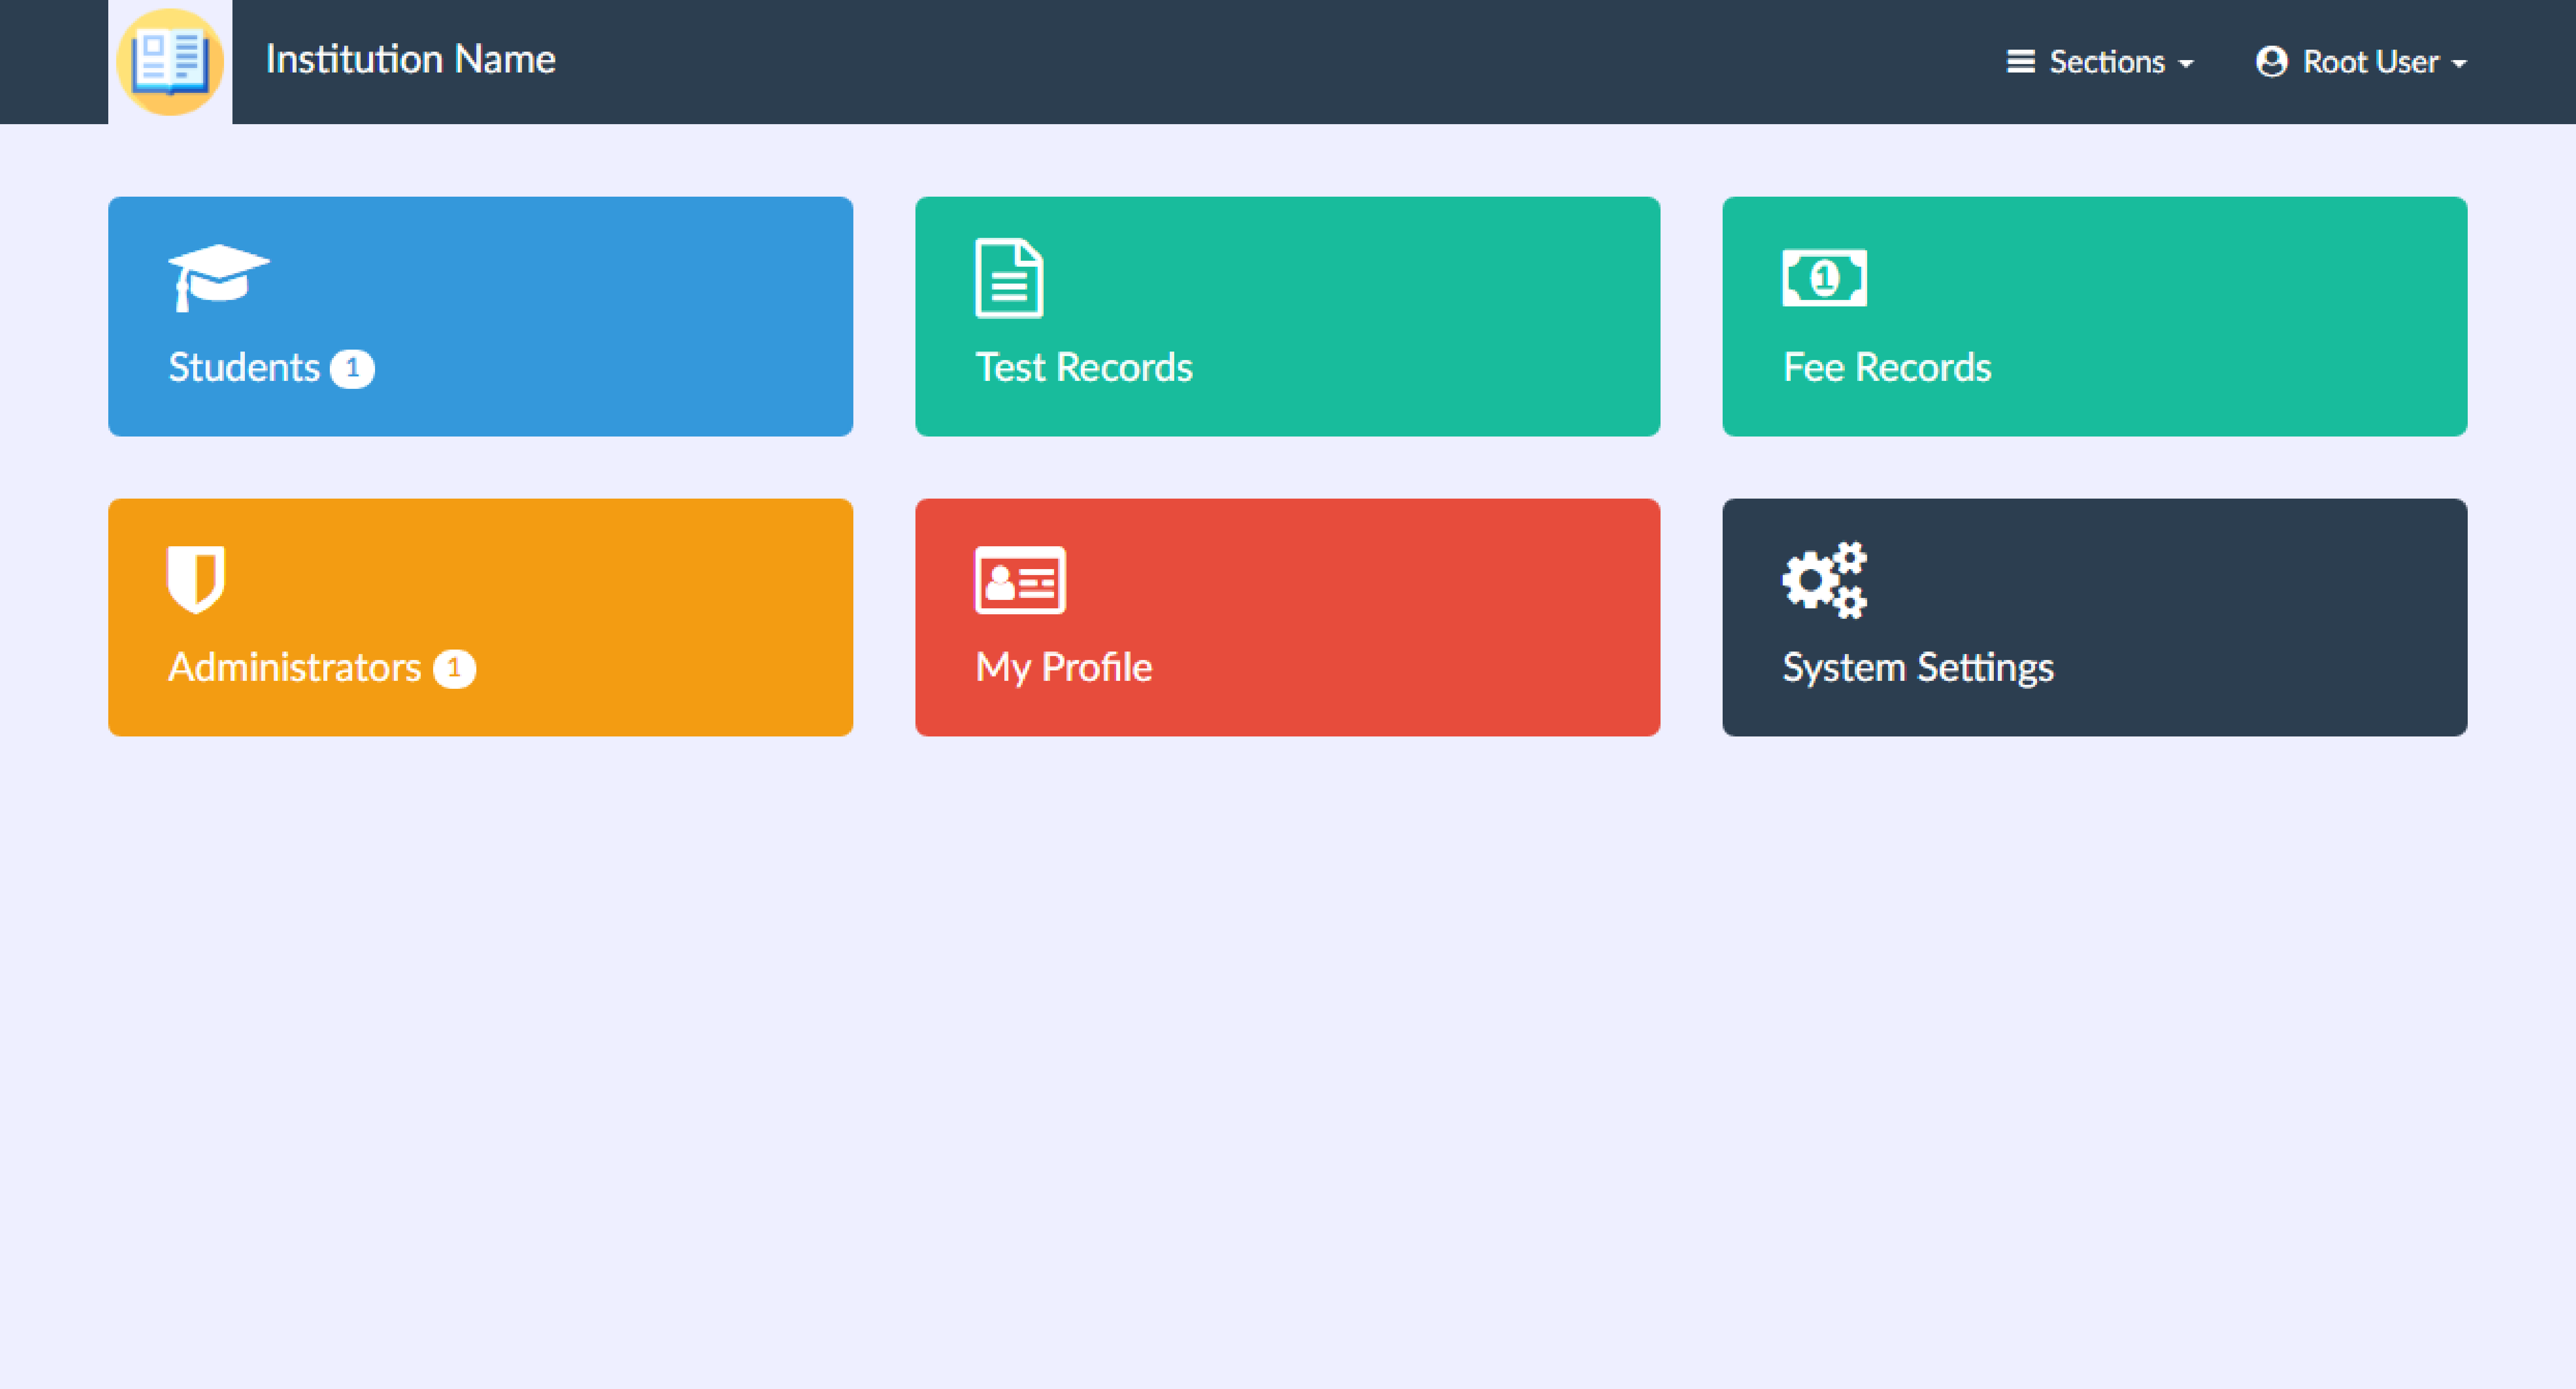 Institution Name
Sections
Root User
Students 1
Test Records
1
Fee Records
Administrators 1
My Profile
System Settings